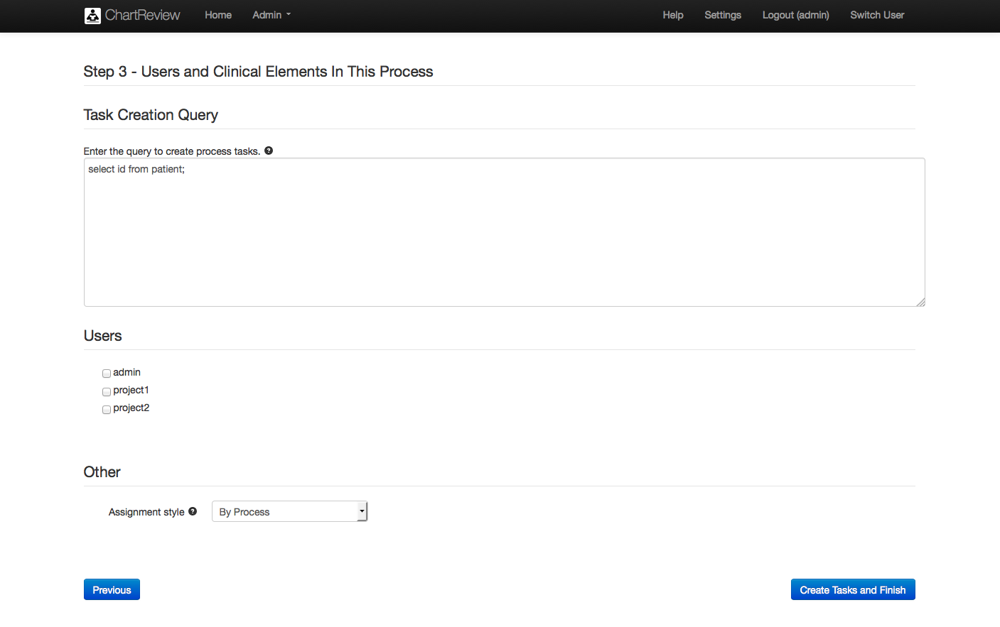 ChartReview Home Admin Help Settings Logout (admin) Switch User
Step 3 - Users and Clinical Elements In This Process
Task Creation Query
Enter the query to create process tasks. ?
select id from patient;
Users
admin
project1
project2
Other
Assignment style ? By Process
Previous Create Tasks and Finish